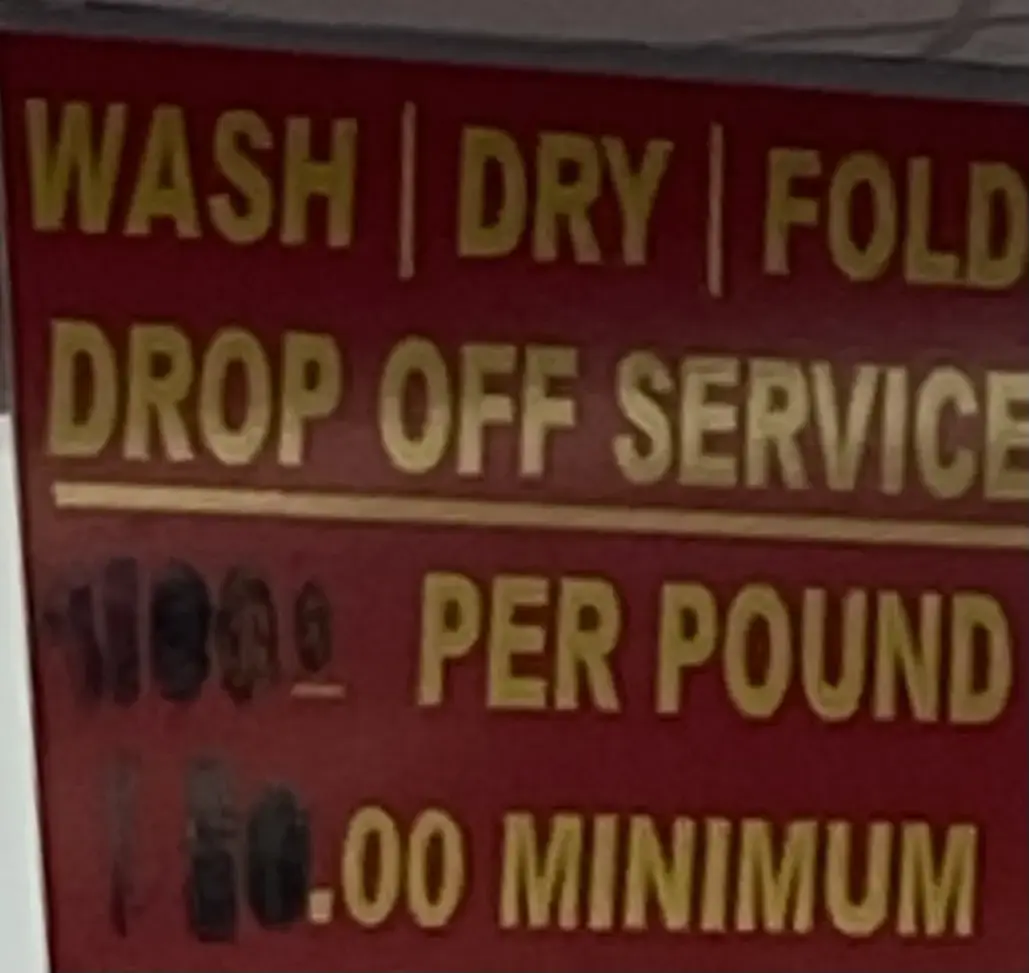 WASH | DRY | FOLD
DROP OFF SERVICE
PER POUND
.00 MINIMUM